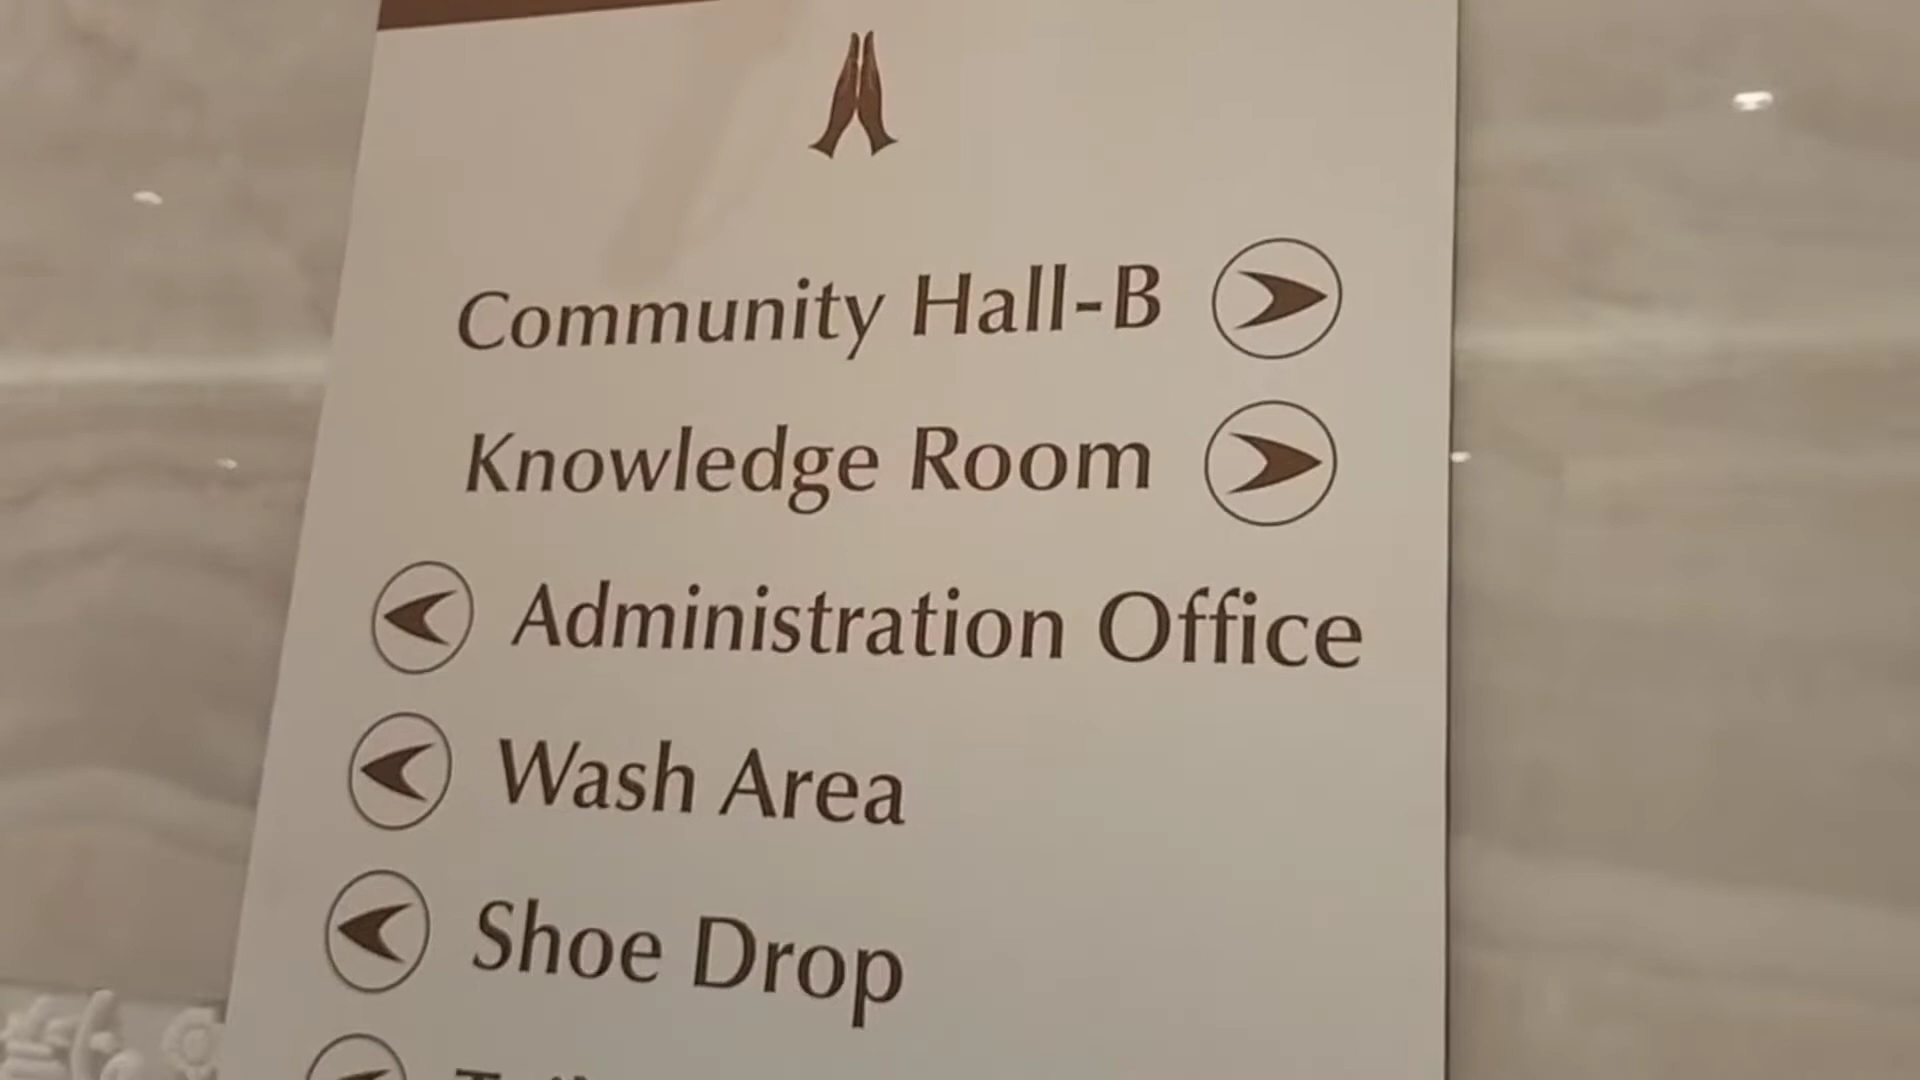 Community Hall-B
Knowledge Room
Administration Office
Wash Area
Shoe Drop